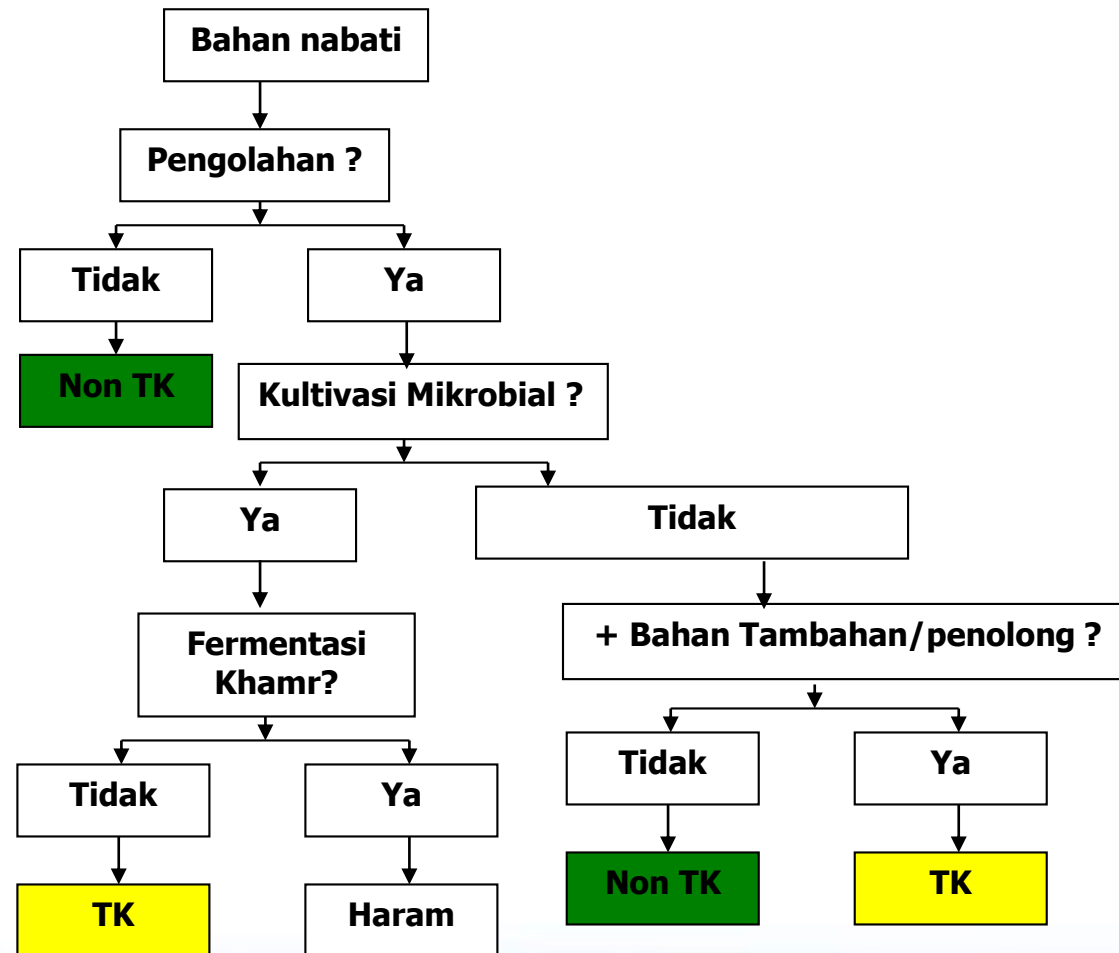 Bahan nabati
Pengolahan ?
Tidak
Ya
Non TK
Kultivasi Mikrobial ?
Ya
Tidak
Fermentasi
Khamr?
+ Bahan Tambahan/penolong ?
Tidak
Ya
Tidak
Ya
TK
Haram
Non TK
TK